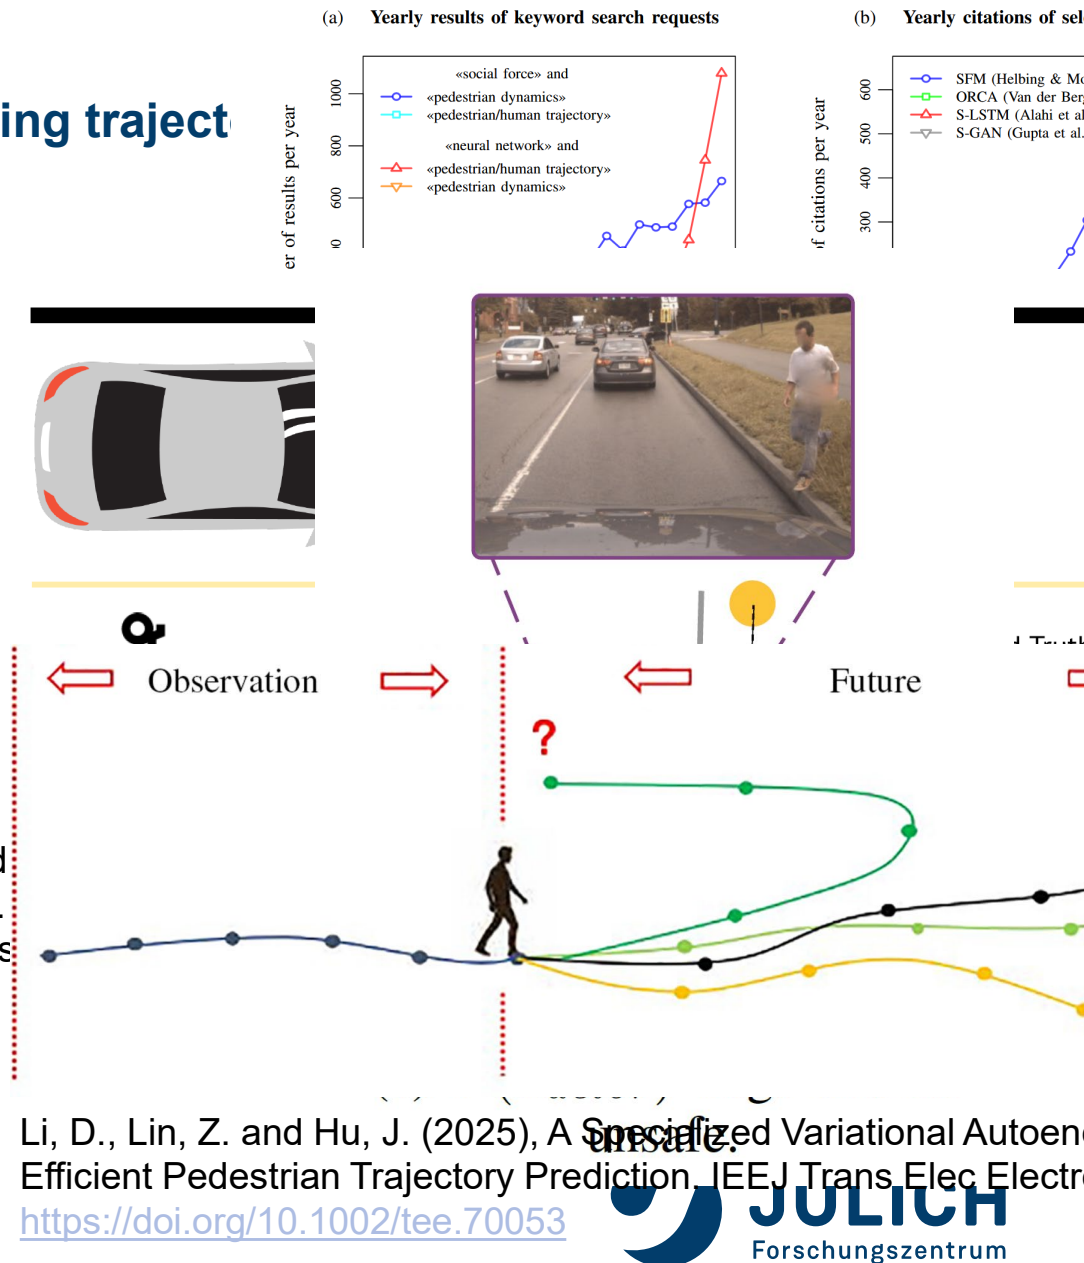 (a) Yearly results of keyword search requests
(b) Yearly citations of sel
ing traject
er of results per year
1000
800
600
«social force» and
«pedestrian dynamics»
«pedestrian/human trajectory»
«neural network» and
«pedestrian/human trajectory»
«pedestrian dynamics»
of citations per year
600
500
400
300
SFM (Helbing & Mo
ORCA (Van der Berg
S-LSTM (Alahi et al
S-GAN (Gupta et al.
Observation
Future
?
unsafe.
Li, D., Lin, Z. and Hu, J. (2025), A Specialized Variational Autoenc
Efficient Pedestrian Trajectory Prediction. IEEJ Trans Elec Electro
https://doi.org/10.1002/tee.70053
JÜLICH
Forschungszentrum